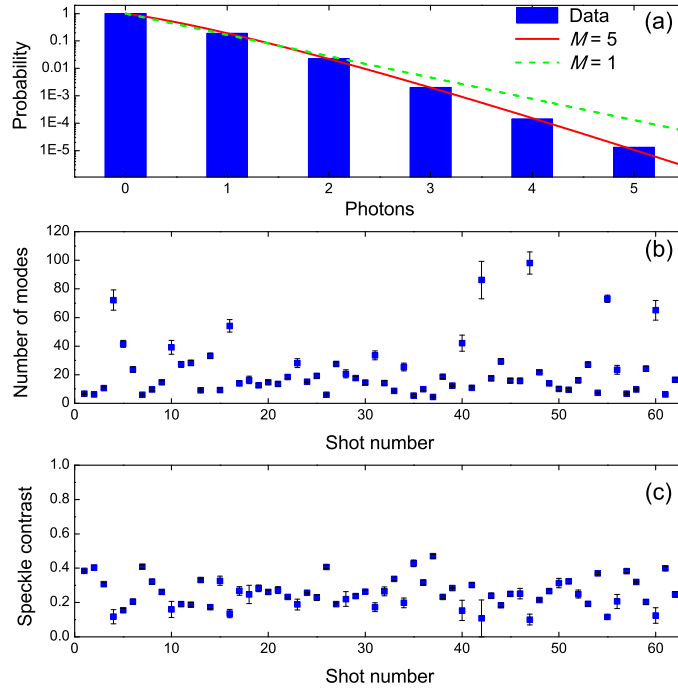 (a)
Data
M = 5
M = 1
Probability
1
0.1
0.01
1E-3
1E-4
1E-5
0 1 2 3 4 5
Photons
(b)
Number of modes
120
100
80
60
40
20
0
0 10 20 30 40 50 60
Shot number
(c)
Speckle contrast
1.0
0.8
0.6
0.4
0.2
0.0
0 10 20 30 40 50 60
Shot number